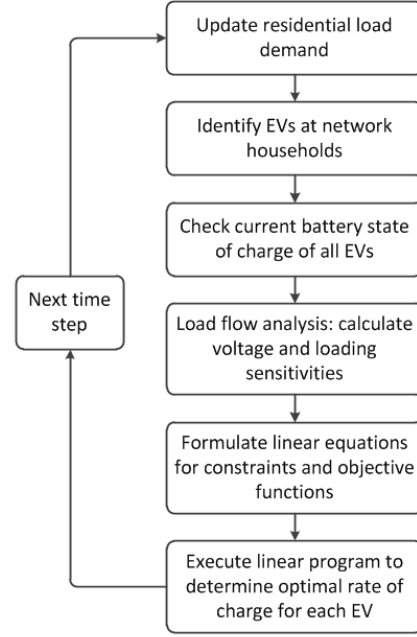 Update residential load
demand
Identify EVs at network
households
Check current battery state
of charge of all EVs
Next time
step
Load flow analysis: calculate
voltage and loading
sensitivities
Formulate linear equations
for constraints and objective
functions
Execute linear program to
determine optimal rate of
charge for each EV